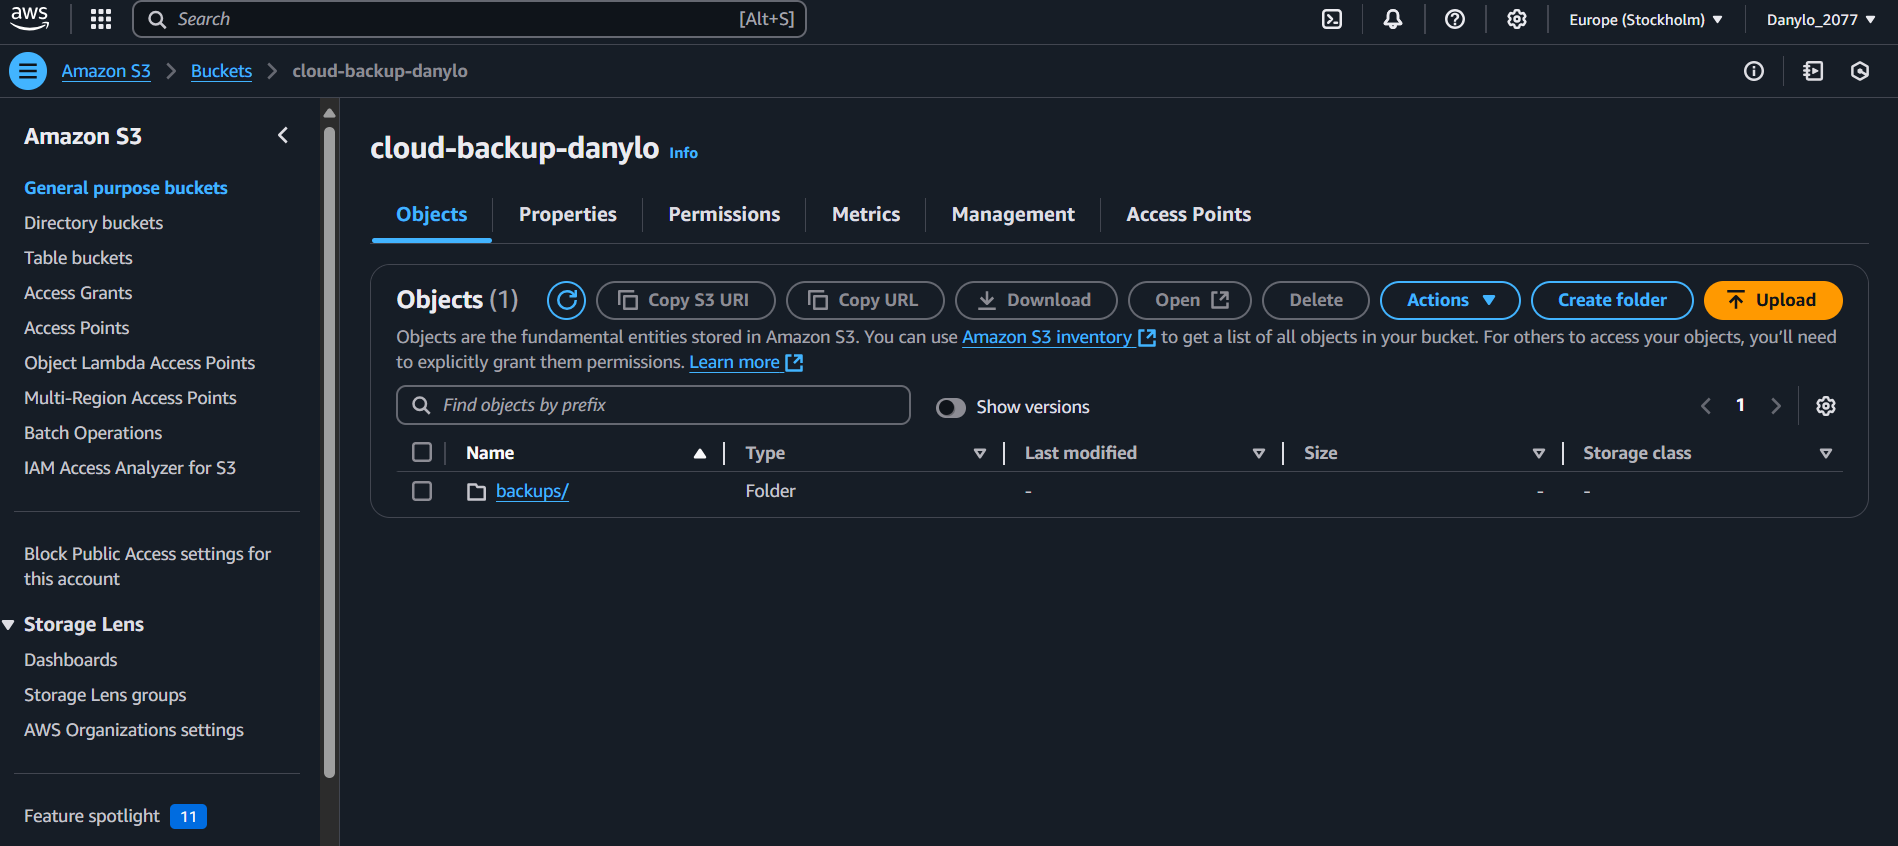 aws
Search [Alt+S]
Europe (Stockholm)
Danylo_2077
Amazon S3 > Buckets > cloud-backup-danylo
Amazon S3
General purpose buckets
Directory buckets
Table buckets
Access Grants
Access Points
Object Lambda Access Points
Multi-Region Access Points
Batch Operations
IAM Access Analyzer for S3
Block Public Access settings for
this account
Storage Lens
Dashboards
Storage Lens groups
AWS Organizations settings
Feature spotlight 11
cloud-backup-danylo Info
Objects Properties Permissions Metrics Management Access Points
Objects (1) Copy S3 URI Copy URL Download Open Delete Actions Create folder Upload
Objects are the fundamental entities stored in Amazon S3. You can use Amazon S3 inventory to get a list of all objects in your bucket. For others to access your objects, you’ll need
to explicitly grant them permissions. Learn more
Find objects by prefix Show versions 1
Name Type Last modified Size Storage class
backups/ Folder - - -